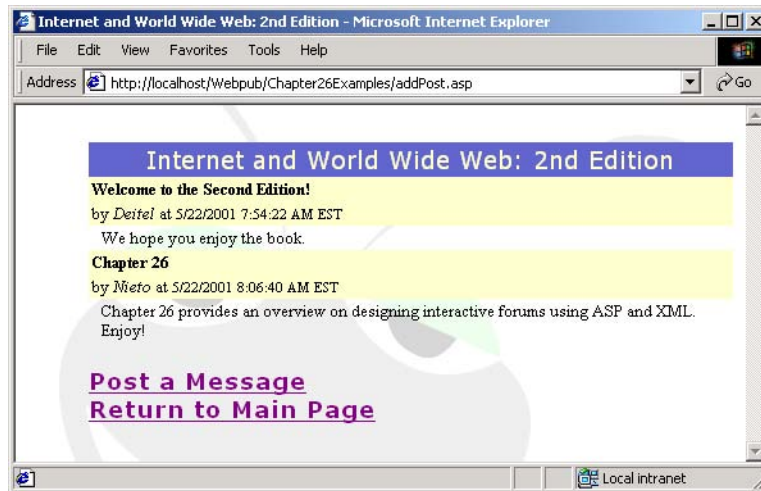 Internet and World Wide Web: 2nd Edition - Microsoft Internet Explorer
File Edit View Favorites Tools Help
Address http://localhost/Webpub/Chapter26Examples/addPost.asp Go
Internet and World Wide Web: 2nd Edition
Welcome to the Second Edition!
by Deitel at 5/22/2001 7:54:22 AM EST
We hope you enjoy the book.
Chapter 26
by Nieto at 5/22/2001 8:06:40 AM EST
Chapter 26 provides an overview on designing interactive forums using ASP and XML.
Enjoy!
Post a Message
Return to Main Page
Local intranet